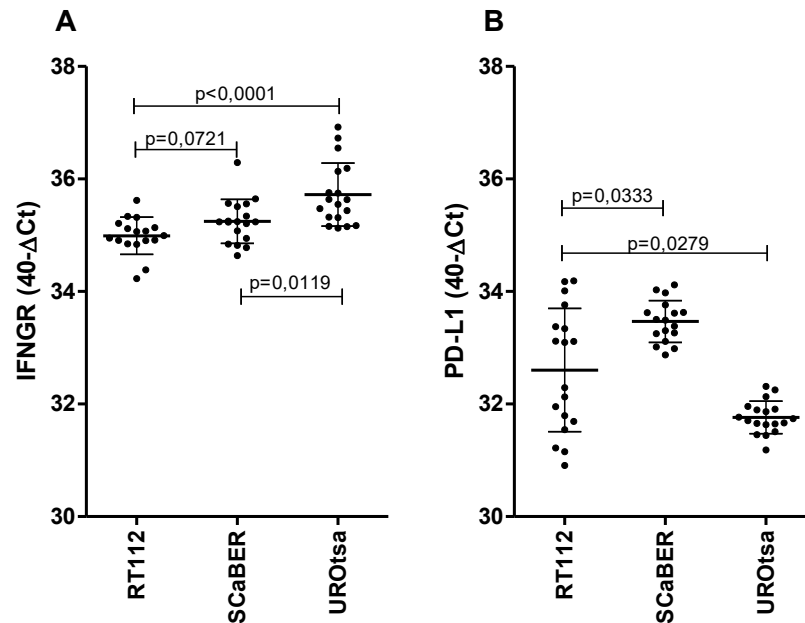 A
IFNGR (40-ΔCt)
38
36
34
32
30
p<0,0001
p=0,0721
p=0,0119
RT112
SCaBER
UROtsa
B
PD-L1 (40-ΔCt)
38
36
34
32
30
p=0,0333
p=0,0279
RT112
SCaBER
UROtsa